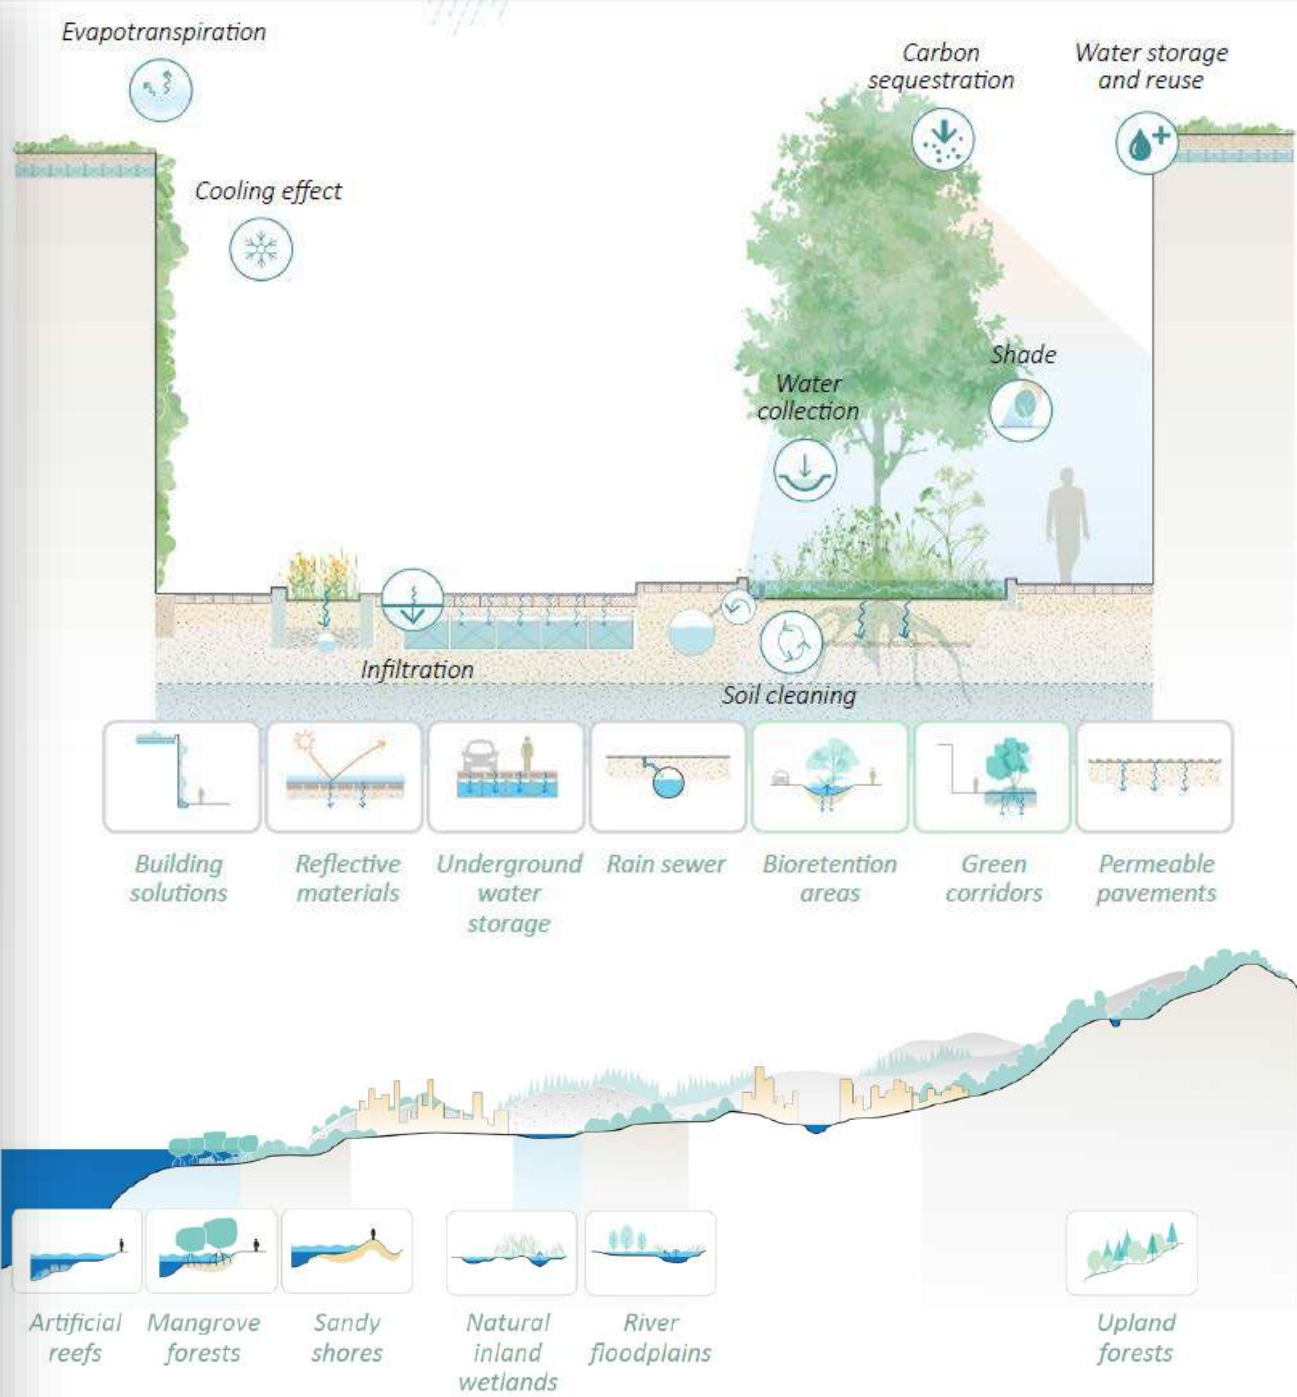 Evapotranspiration
Carbon
sequestration
Water storage
and reuse
Cooling effect
Shade
Water
collection
Infiltration
Soil cleaning
Building
solutions
Reflective
materials
Underground
water
storage
Rain sewer
Bioretention
areas
Green
corridors
Permeable
pavements
Artificial
reefs
Mangrove
forests
Sandy
shores
Natural
inland
wetlands
River
floodplains
Upland
forests